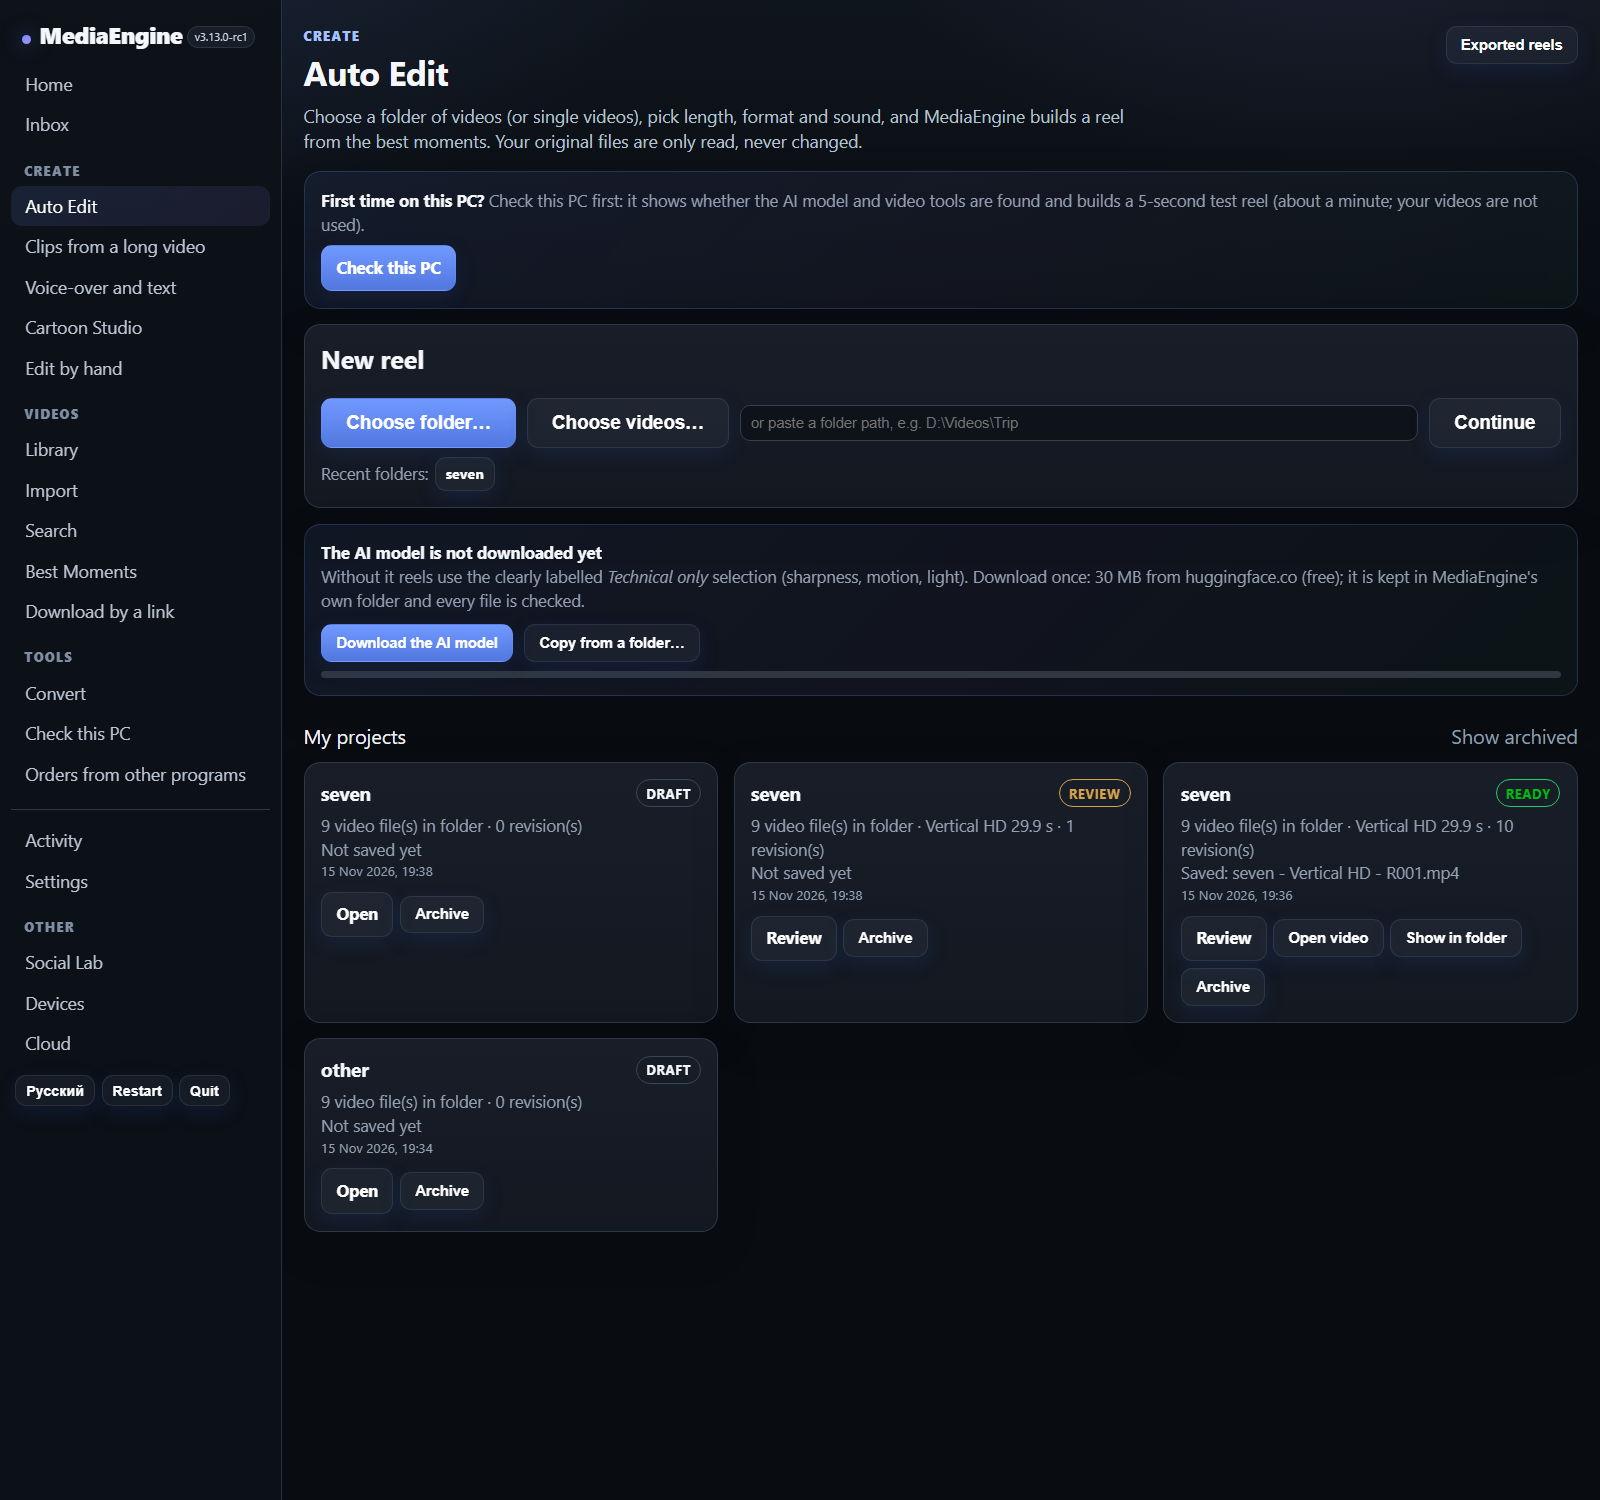 MediaEngine v3.13.0-rc1
Home
Inbox
CREATE
Auto Edit
Clips from a long video
Voice-over and text
Cartoon Studio
Edit by hand
VIDEOS
Library
Import
Search
Best Moments
Download by a link
TOOLS
Convert
Check this PC
Orders from other programs
Activity
Settings
OTHER
Social Lab
Devices
Cloud
Русский Restart Quit
CREATE
Auto Edit
Exported reels
Choose a folder of videos (or single videos), pick length, format and sound, and MediaEngine builds a reel
from the best moments. Your original files are only read, never changed.
First time on this PC? Check this PC first: it shows whether the AI model and video tools are found and builds a 5-second test reel (about a minute; your videos are not
used).
Check this PC
New reel
Choose folder... Choose videos... or paste a folder path, e.g. D:\Videos\Trip Continue
Recent folders: seven
The AI model is not downloaded yet
Without it reels use the clearly labelled Technical only selection (sharpness, motion, light). Download once: 30 MB from huggingface.co (free); it is kept in MediaEngine's
own folder and every file is checked.
Download the AI model Copy from a folder...
My projects Show archived
seven DRAFT
9 video file(s) in folder · 0 revision(s)
Not saved yet
15 Nov 2026, 19:38
Open Archive
seven REVIEW
9 video file(s) in folder · Vertical HD 29.9 s · 1
revision(s)
Not saved yet
15 Nov 2026, 19:38
Review Archive
seven READY
9 video file(s) in folder · Vertical HD 29.9 s · 10
revision(s)
Saved: seven - Vertical HD - R001.mp4
15 Nov 2026, 19:36
Review Open video Show in folder
Archive
other DRAFT
9 video file(s) in folder · 0 revision(s)
Not saved yet
15 Nov 2026, 19:34
Open Archive